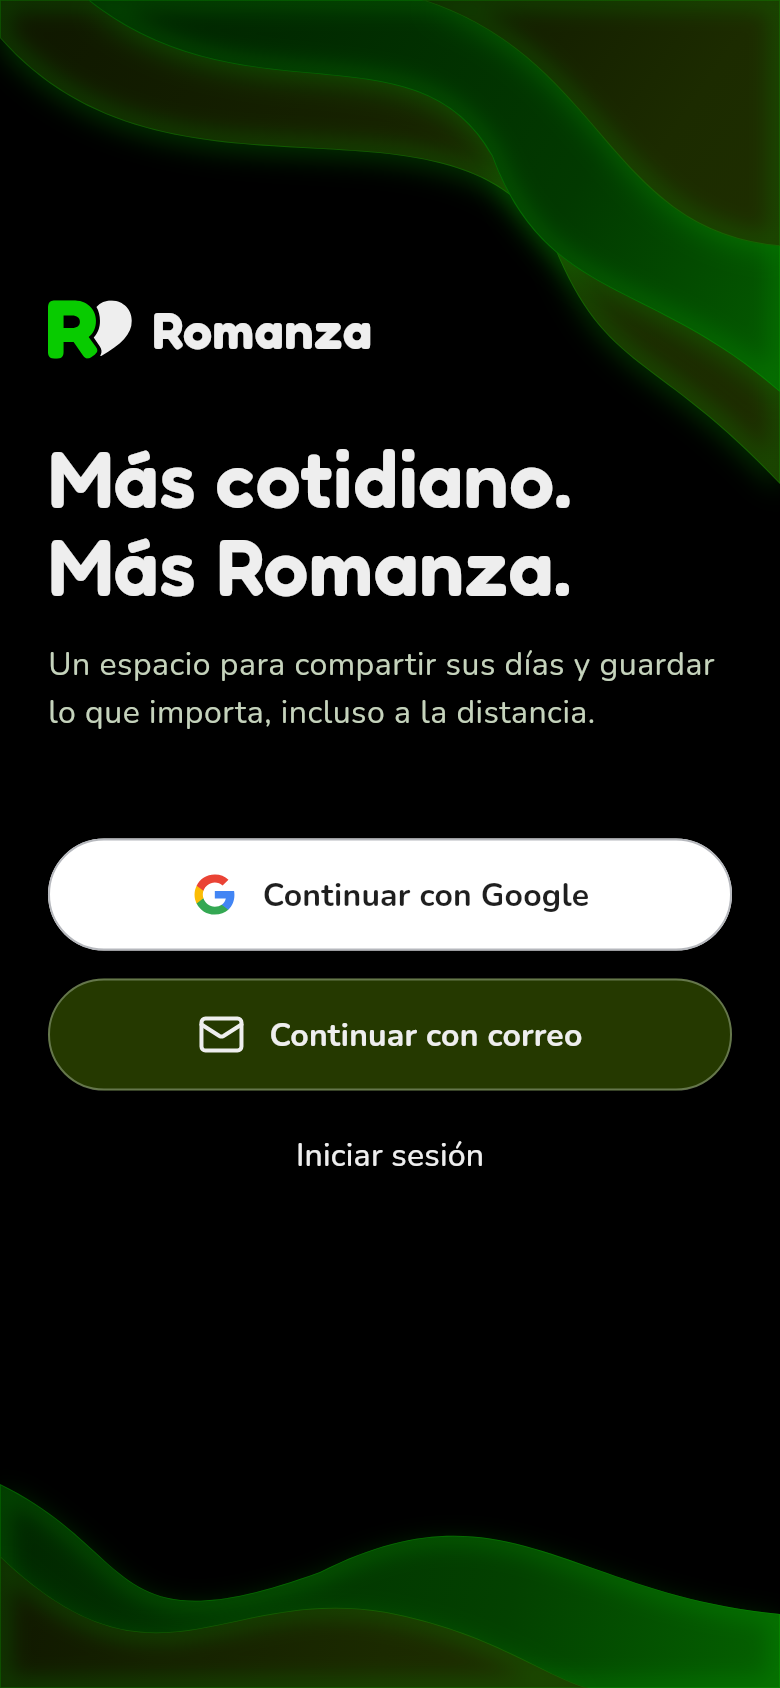 Romanza
Más cotidiano.
Más Romanza.
Un espacio para compartir sus días y guardar
lo que importa, incluso a la distancia.
Continuar con Google
Continuar con correo
Iniciar sesión